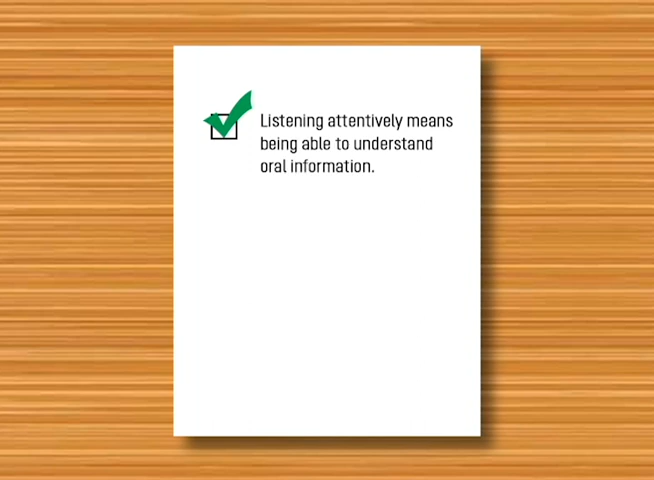 Listening attentively means
being able to understand
oral information.